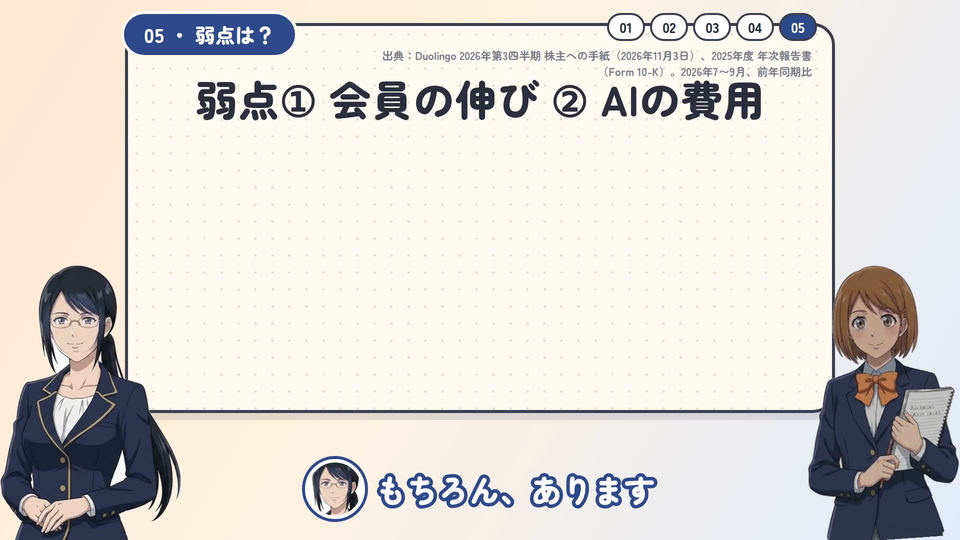 05 ・ 弱点は？
01 02 03 04 05
出典：Duolingo 2026年第3四半期 株主への手紙（2026年11月3日）、2025年度 年次報告書
（Form 10-K）。2026年7〜9月、前年同期比
弱点① 会員の伸び ② AIの費用
もちろん、あります